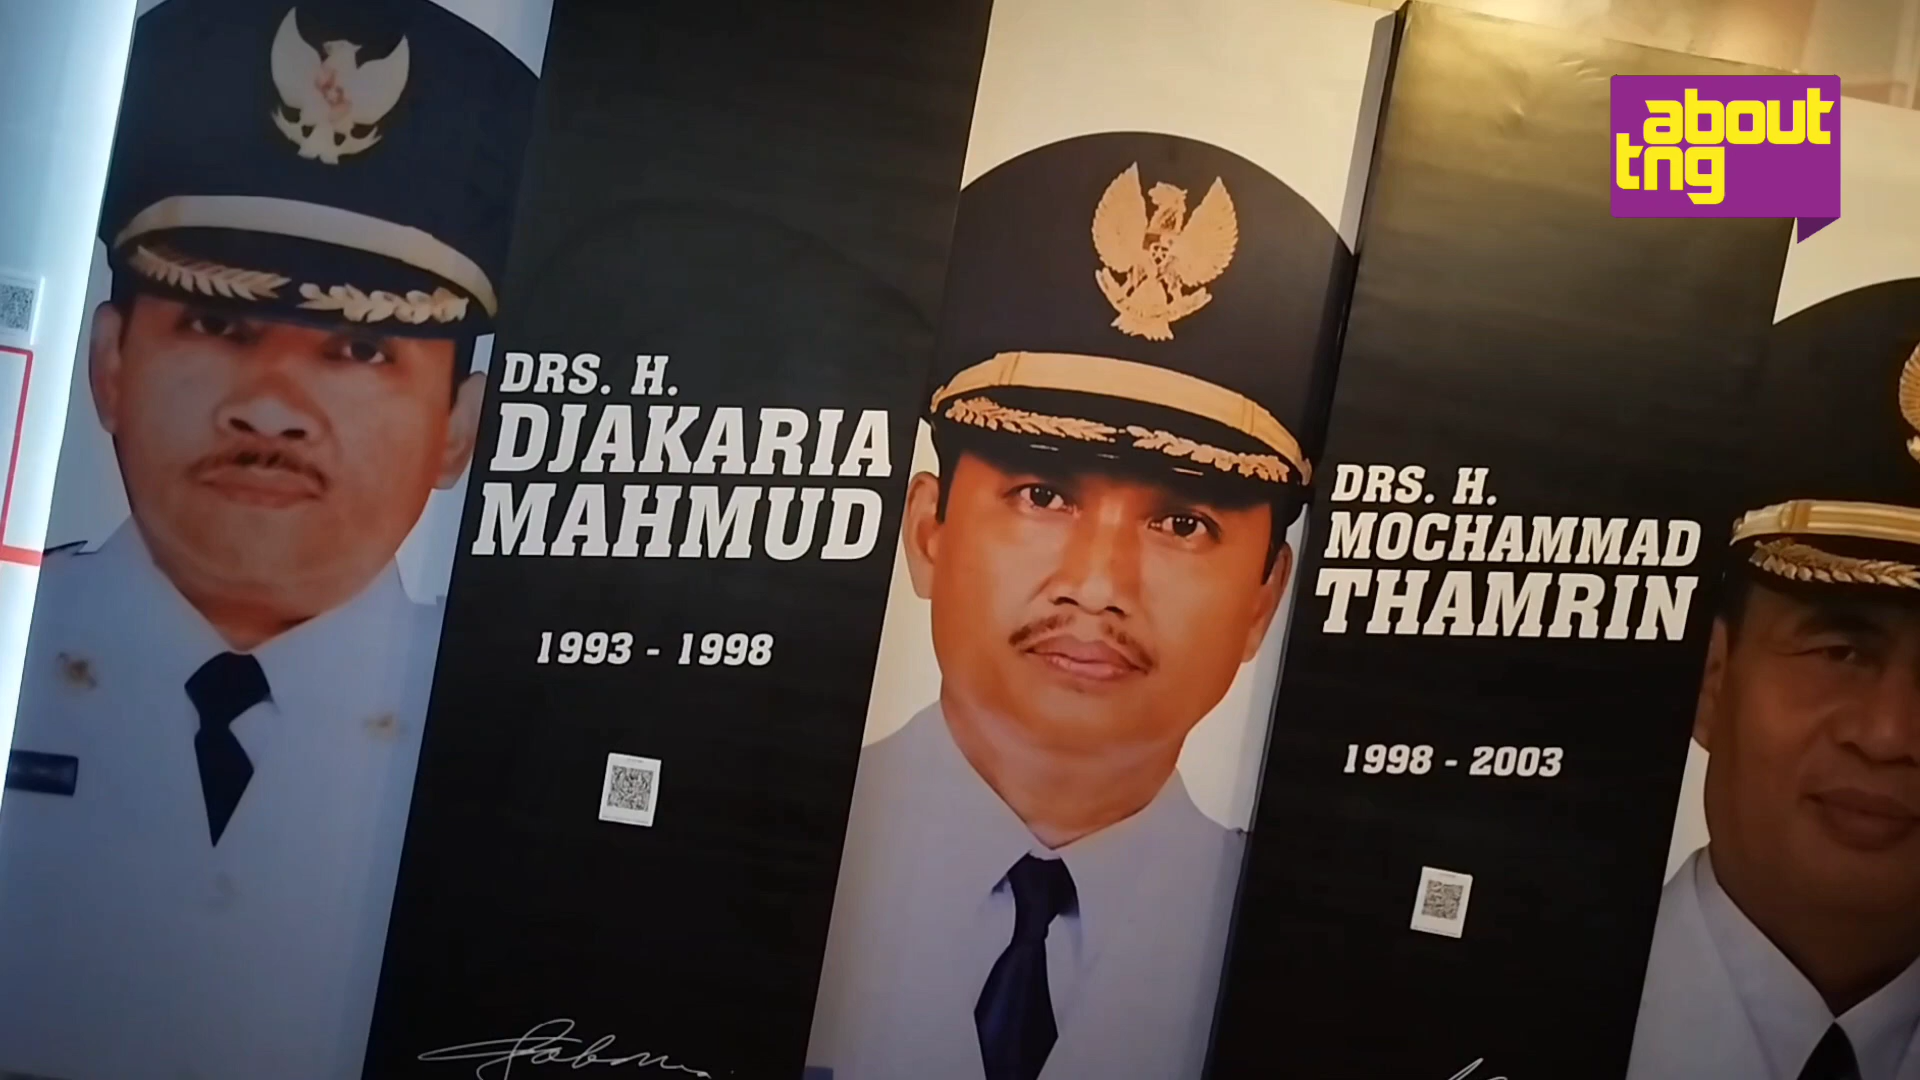 about
tng
DRS. H.
DJAKARIA
MAHMUD
1993 - 1998
DRS. H.
MOCHAMMAD
THAMRIN
1998 - 2003